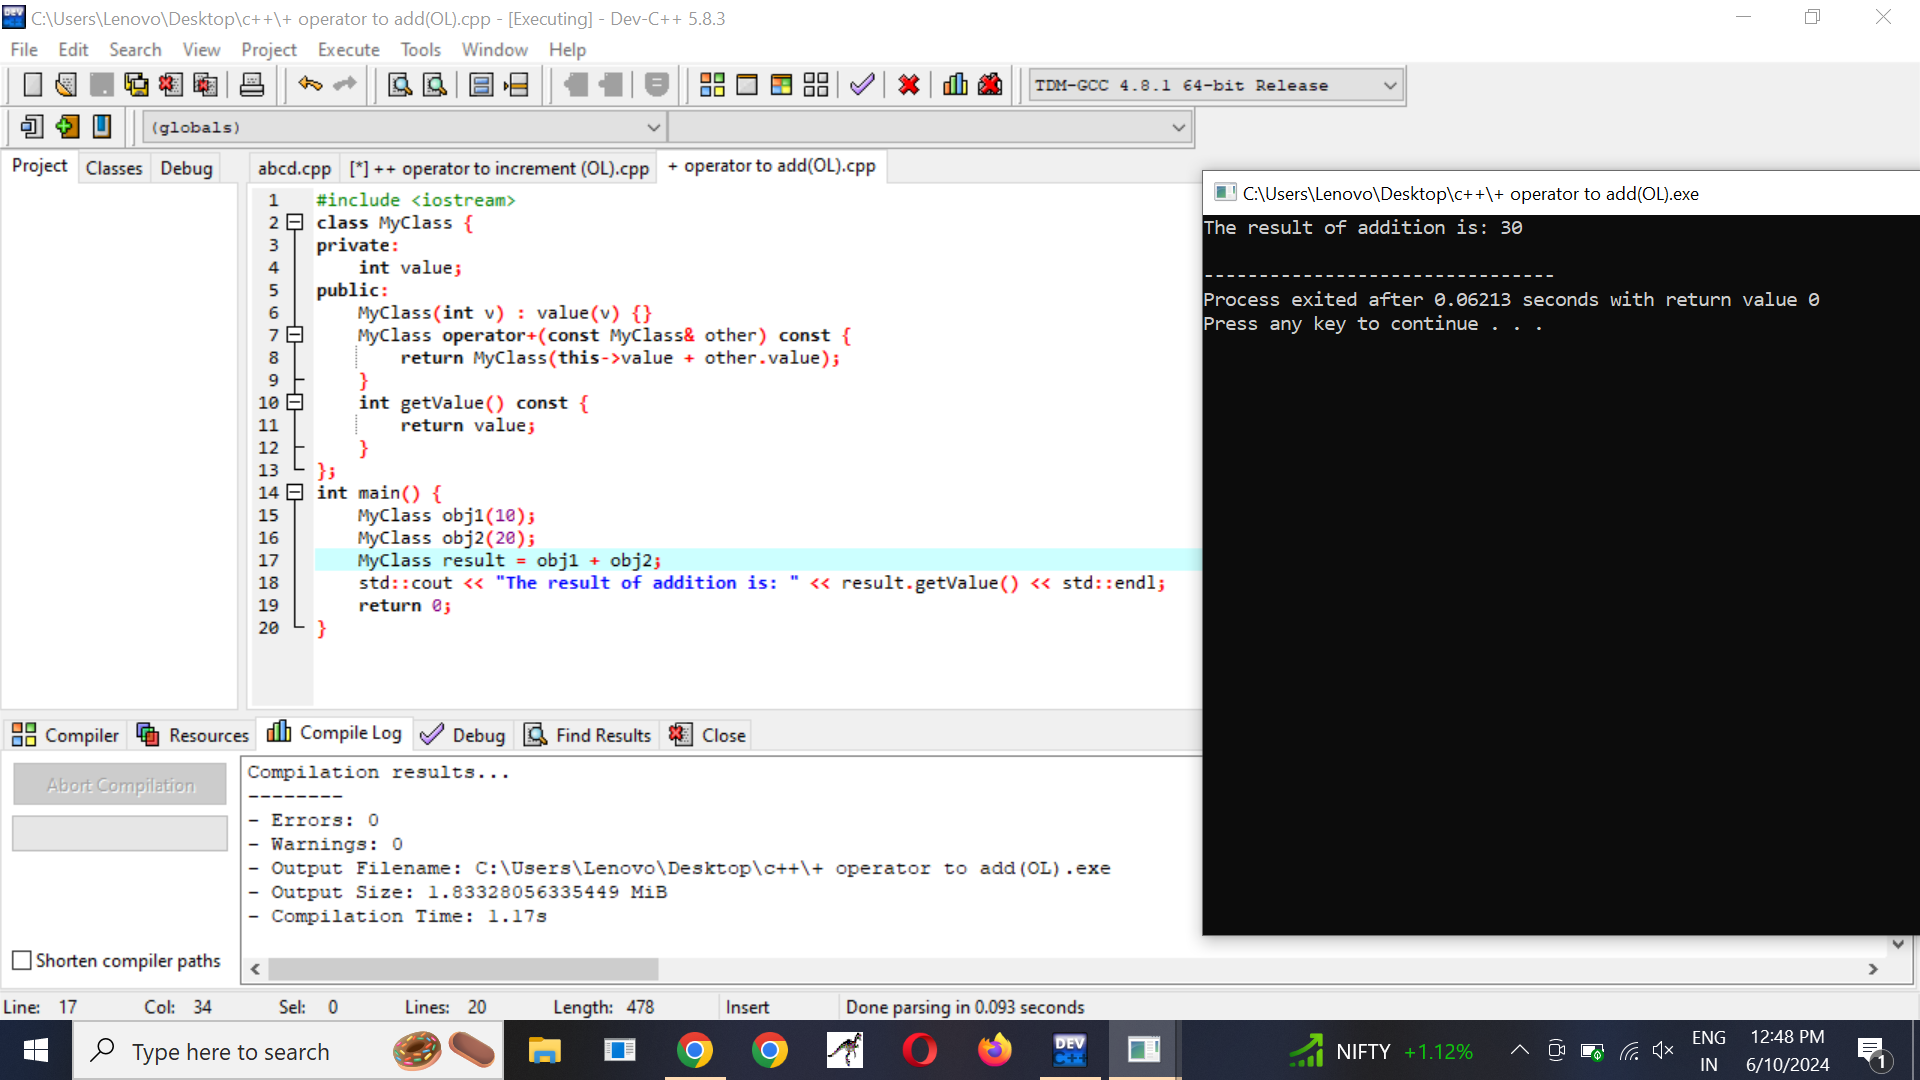 C:\Users\Lenovo\Desktop\c++\+ operator to add(OL).cpp - [Executing] - Dev-C++ 5.8.3
File Edit Search View Project Execute Tools Window Help
TDM-GCC 4.8.1 64-bit Release
(globals)
Project Classes Debug
abcd.cpp [*] ++ operator to increment (OL).cpp + operator to add(OL).cpp
1 #include <iostream>
2 class MyClass {
3 private:
4 int value;
5 public:
6 MyClass(int v) : value(v) {}
7 MyClass operator+(const MyClass& other) const {
8 return MyClass(this->value + other.value);
9 }
10 int getValue() const {
11 return value;
12 }
13 };
14 int main() {
15 MyClass obj1(10);
16 MyClass obj2(20);
17 MyClass result = obj1 + obj2;
18 std::cout << "The result of addition is: " << result.getValue() << std::endl;
19 return 0;
20 }
C:\Users\Lenovo\Desktop\c++\+ operator to add(OL).exe
The result of addition is: 30
--------------------------------
Process exited after 0.06213 seconds with return value 0
Press any key to continue . . .
Compiler Resources Compile Log Debug Find Results Close
Abort Compilation
Shorten compiler paths
Compilation results...
--------
- Errors: 0
- Warnings: 0
- Output Filename: C:\Users\Lenovo\Desktop\c++\+ operator to add(OL).exe
- Output Size: 1.83328056335449 MiB
- Compilation Time: 1.17s
Line: 17 Col: 34 Sel: 0 Lines: 20 Length: 478 Insert Done parsing in 0.093 seconds
Type here to search
DEV C++
NIFTY +1.12%
ENG
IN
12:48 PM
6/10/2024
1